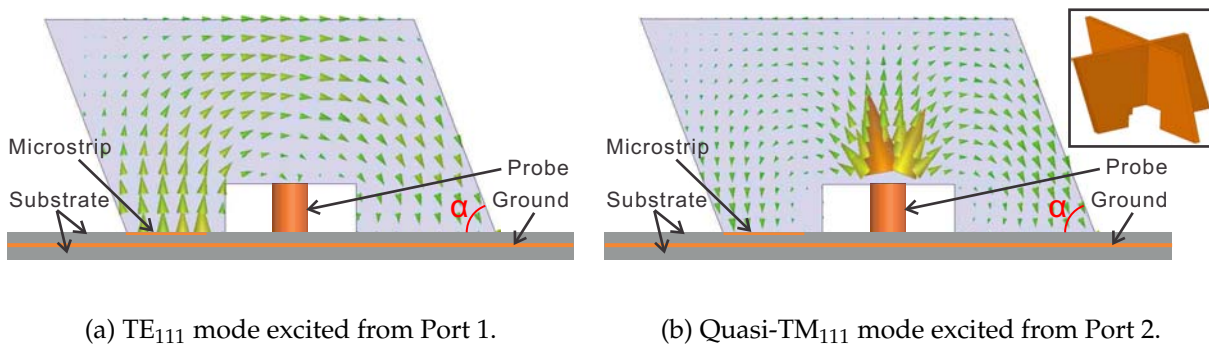 Microstrip
Substrate
Probe
Ground
α
Microstrip
Substrate
Probe
Ground
α
(a) TE₁₁₁ mode excited from Port 1.
(b) Quasi-TM₁₁₁ mode excited from Port 2.